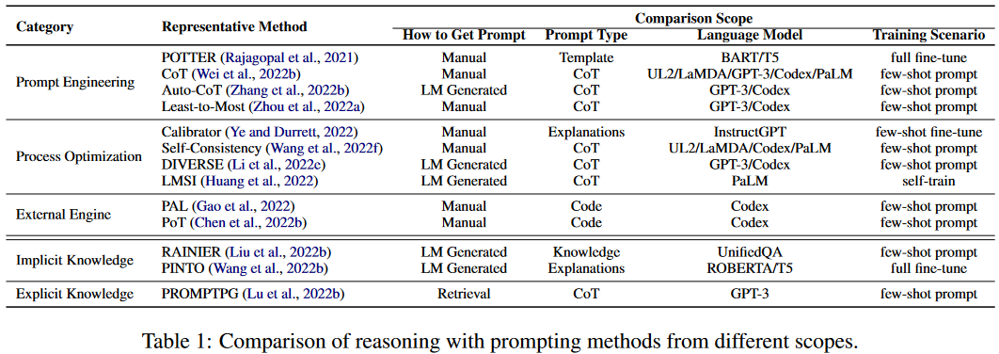 Category Representative Method Comparison Scope
How to Get Prompt Prompt Type Language Model Training Scenario
Prompt Engineering
POTTER (Rajagopal et al., 2021) Manual Template BART/T5 full fine-tune
CoT (Wei et al., 2022b) Manual CoT UL2/LaMDA/GPT-3/Codex/PaLM few-shot prompt
Auto-CoT (Zhang et al., 2022b) LM Generated CoT GPT-3/Codex few-shot prompt
Least-to-Most (Zhou et al., 2022a) Manual CoT GPT-3/Codex few-shot prompt
Process Optimization
Calibrator (Ye and Durrett, 2022) Manual Explanations InstructGPT few-shot fine-tune
Self-Consistency (Wang et al., 2022f) Manual CoT UL2/LaMDA/Codex/PaLM few-shot prompt
DIVERSE (Li et al., 2022e) LM Generated CoT GPT-3/Codex few-shot prompt
LMSI (Huang et al., 2022) LM Generated CoT PaLM self-train
External Engine
PAL (Gao et al., 2022) Manual Code Codex few-shot prompt
PoT (Chen et al., 2022b) Manual Code Codex few-shot prompt
Implicit Knowledge
RAINIER (Liu et al., 2022b) LM Generated Knowledge UnifiedQA few-shot prompt
PINTO (Wang et al., 2022b) LM Generated Explanations ROBERTA/T5 full fine-tune
Explicit Knowledge PROMPTPG (Lu et al., 2022b) Retrieval CoT GPT-3 few-shot prompt
Table 1: Comparison of reasoning with prompting methods from different scopes.